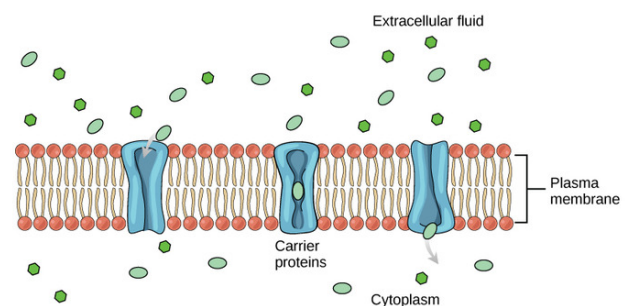 Extracellular fluid
Plasma
membrane
Carrier
proteins
Cytoplasm